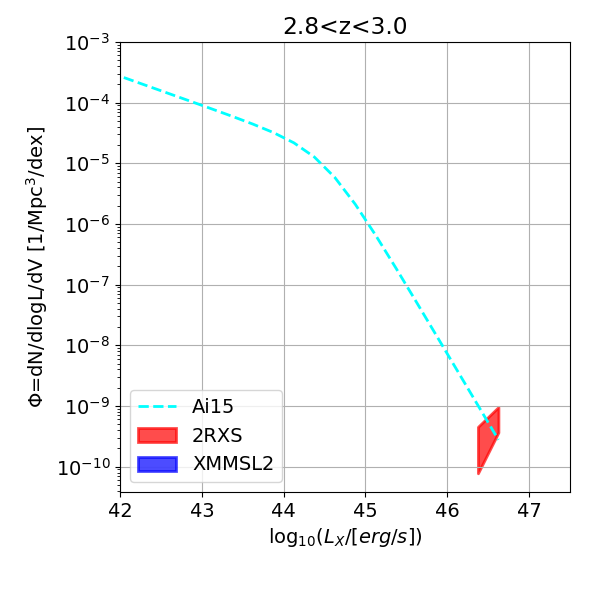 2.8<z<3.0
Φ=dN/dlogL/dV [1/Mpc³/dex]
10⁻³
10⁻⁴
10⁻⁵
10⁻⁶
10⁻⁷
10⁻⁸
10⁻⁹
10⁻¹⁰
Ai15
2RXS
XMMSL2
42 43 44 45 46 47
log₁₀(L_X/[erg/s])